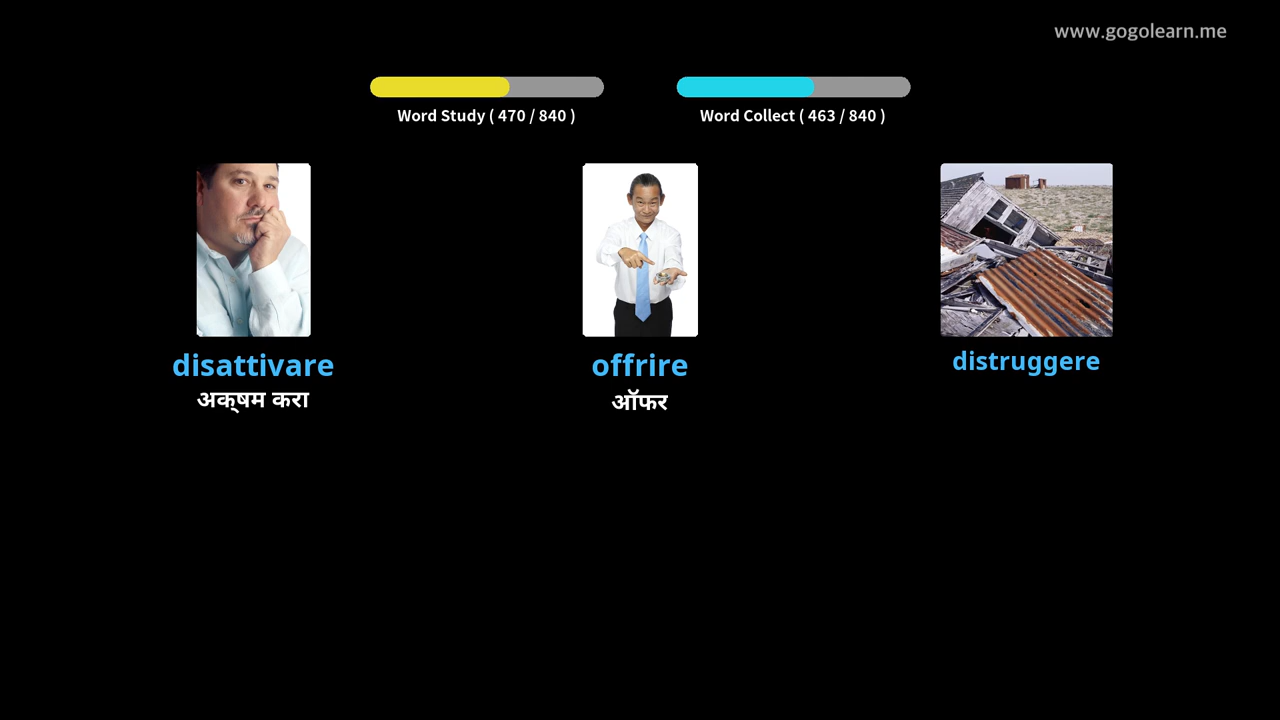 www.gogolearn.me
Word Study ( 470 / 840 )
Word Collect ( 463 / 840 )
disattivare
offrire
distruggere
अक्षम करा
ऑफर